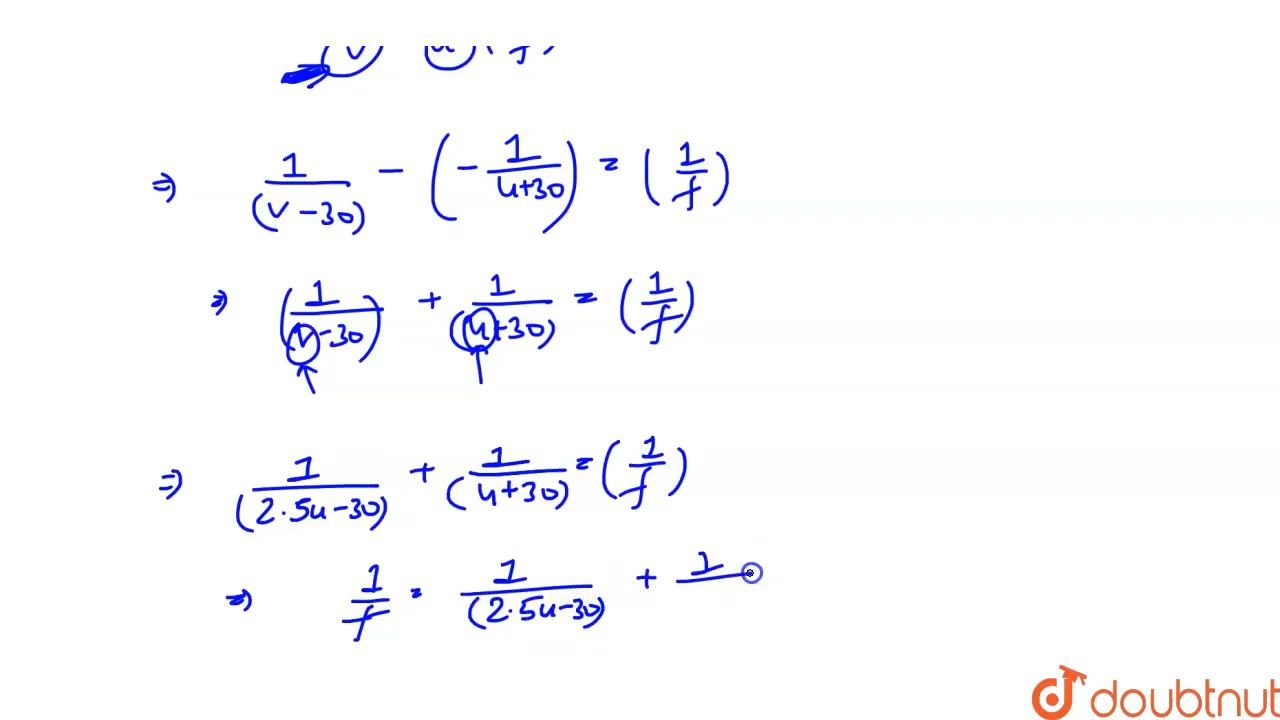 ⇒ 1/(v-30) - (-1/(u+30)) = (1/f)
⇒ (1/(v-30)) + 1/(u+30) = (1/f)
⇒ 1/(2.5u-30) + 1/(u+30) = (1/f)
⇒ 1/f = 1/(2.5u-30) + 1/
doubtnut